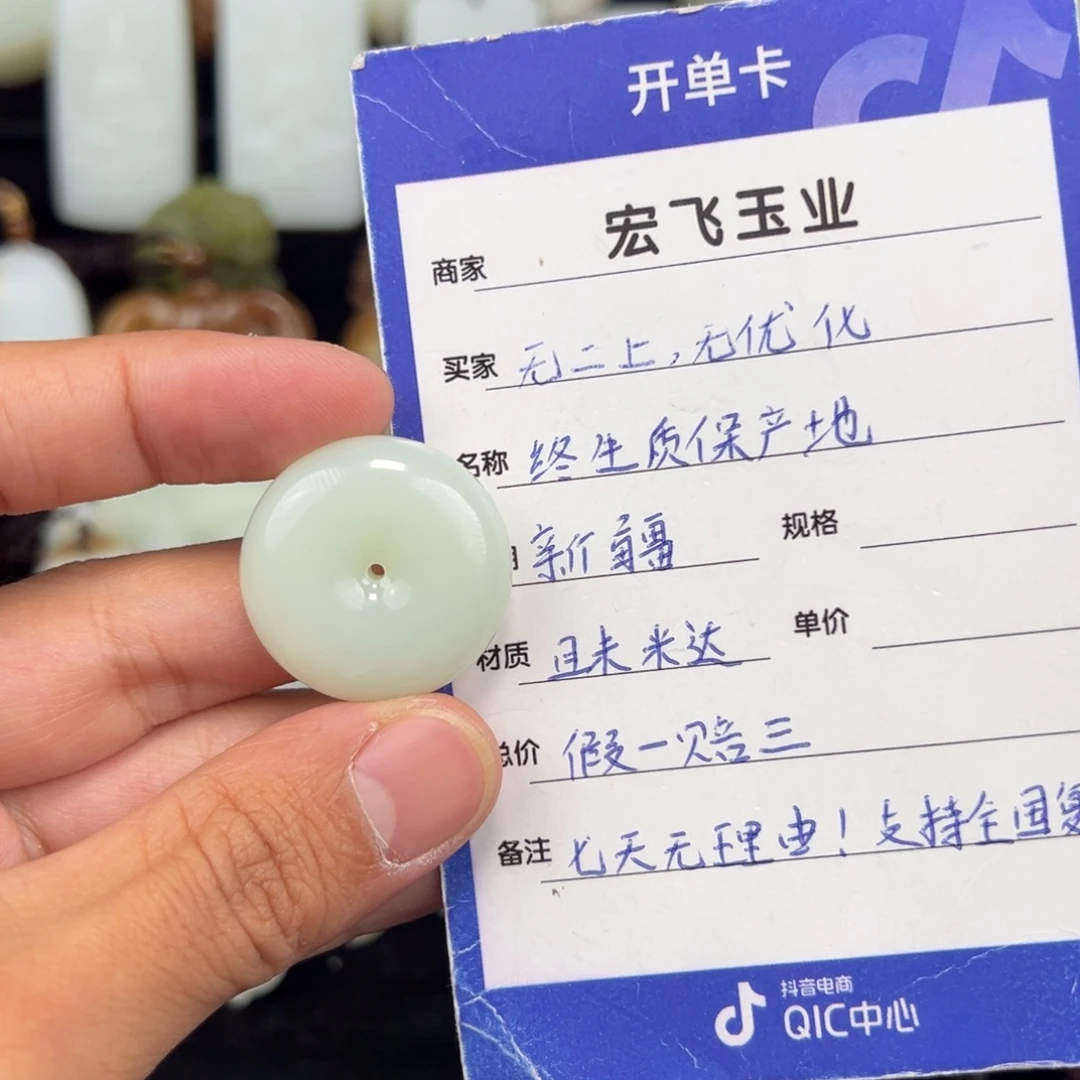 开单卡
商家 宏飞玉业
买家 无二上,无优化
名称 终生质保产地
新疆 规格
材质 且末米达 单价
总价 假一赔三
备注 七天无理由!支持全国
抖音电商
QIC中心